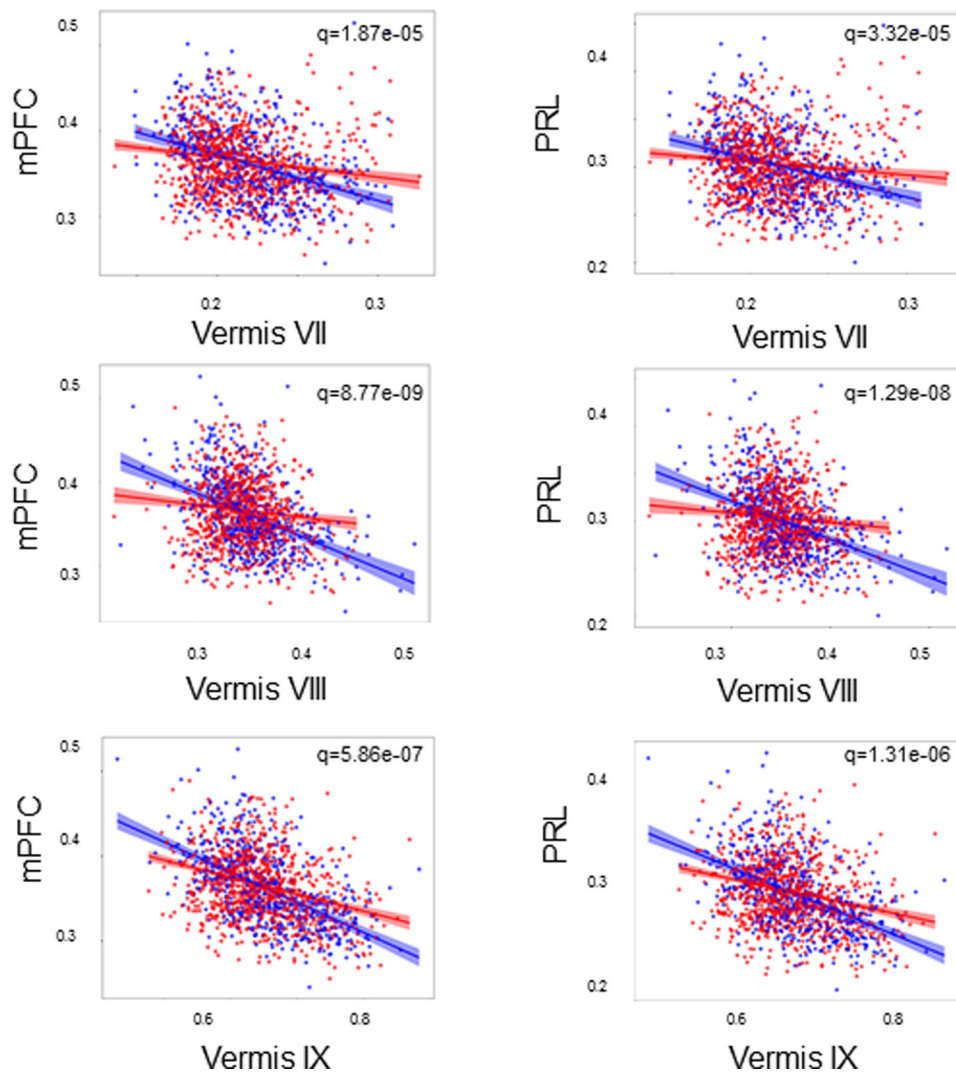 0.5
q=1.87e-05
mPFC
0.4
0.3
0.2
0.3
Vermis VII
q=3.32e-05
0.4
PRL
0.3
0.2
0.2
0.3
Vermis VII
0.5
q=8.77e-09
mPFC
0.4
0.3
0.3
0.4
0.5
Vermis VIII
q=1.29e-08
0.4
PRL
0.3
0.2
0.3
0.4
0.5
Vermis VIII
0.5
q=5.86e-07
mPFC
0.4
0.3
0.6
0.8
Vermis IX
q=1.31e-06
0.4
PRL
0.3
0.2
0.6
0.8
Vermis IX